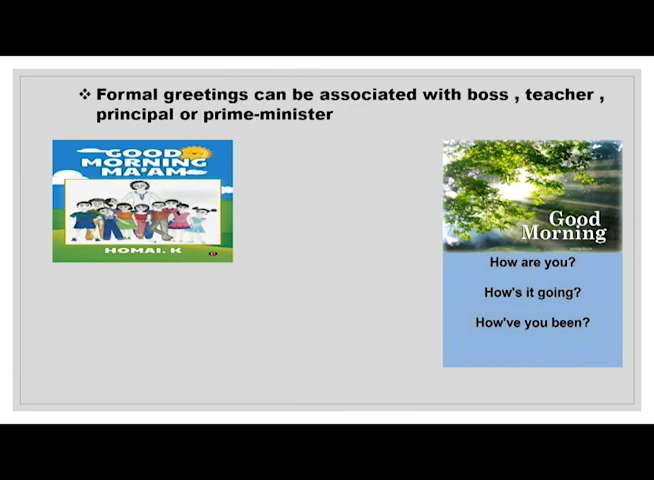 ❖ Formal greetings can be associated with boss , teacher ,
principal or prime-minister
GOOD
MORNING
MA'AM
HOMAI. K
Good
Morning
How are you?
How's it going?
How've you been?